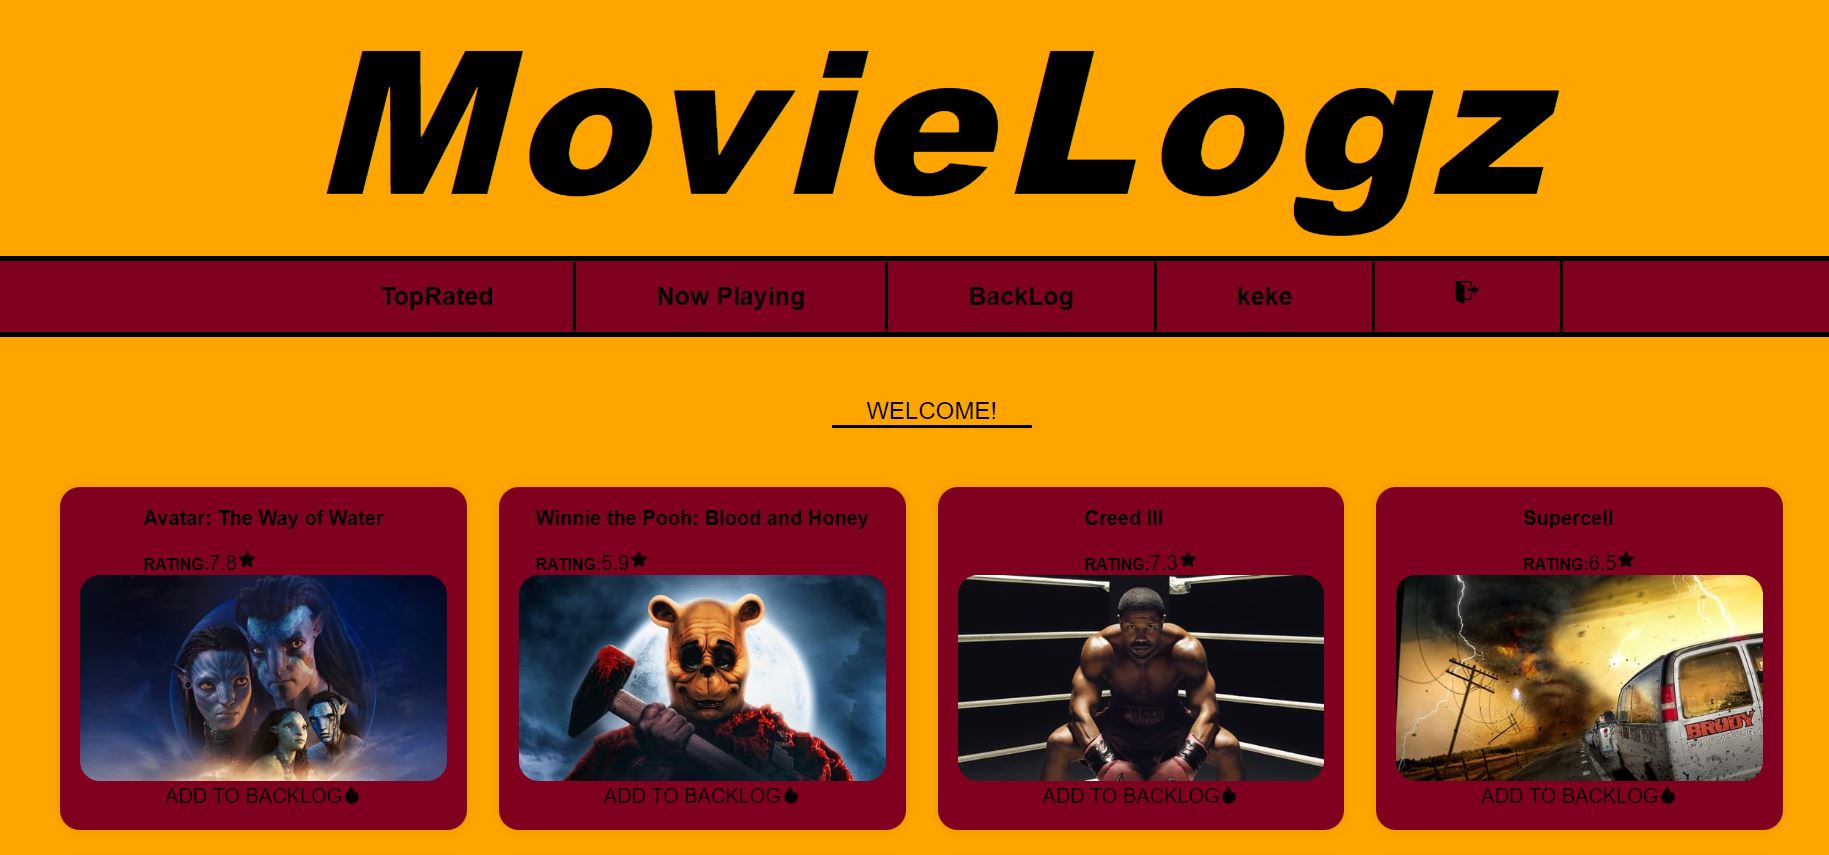 MovieLogz
TopRated Now Playing BackLog keke
WELCOME!
Avatar: The Way of Water
RATING:7.8
ADD TO BACKLOG
Winnie the Pooh: Blood and Honey
RATING:5.9
ADD TO BACKLOG
Creed III
RATING:7.3
CREED
ADD TO BACKLOG
Supercell
RATING:6.5
BRODY
ADD TO BACKLOG